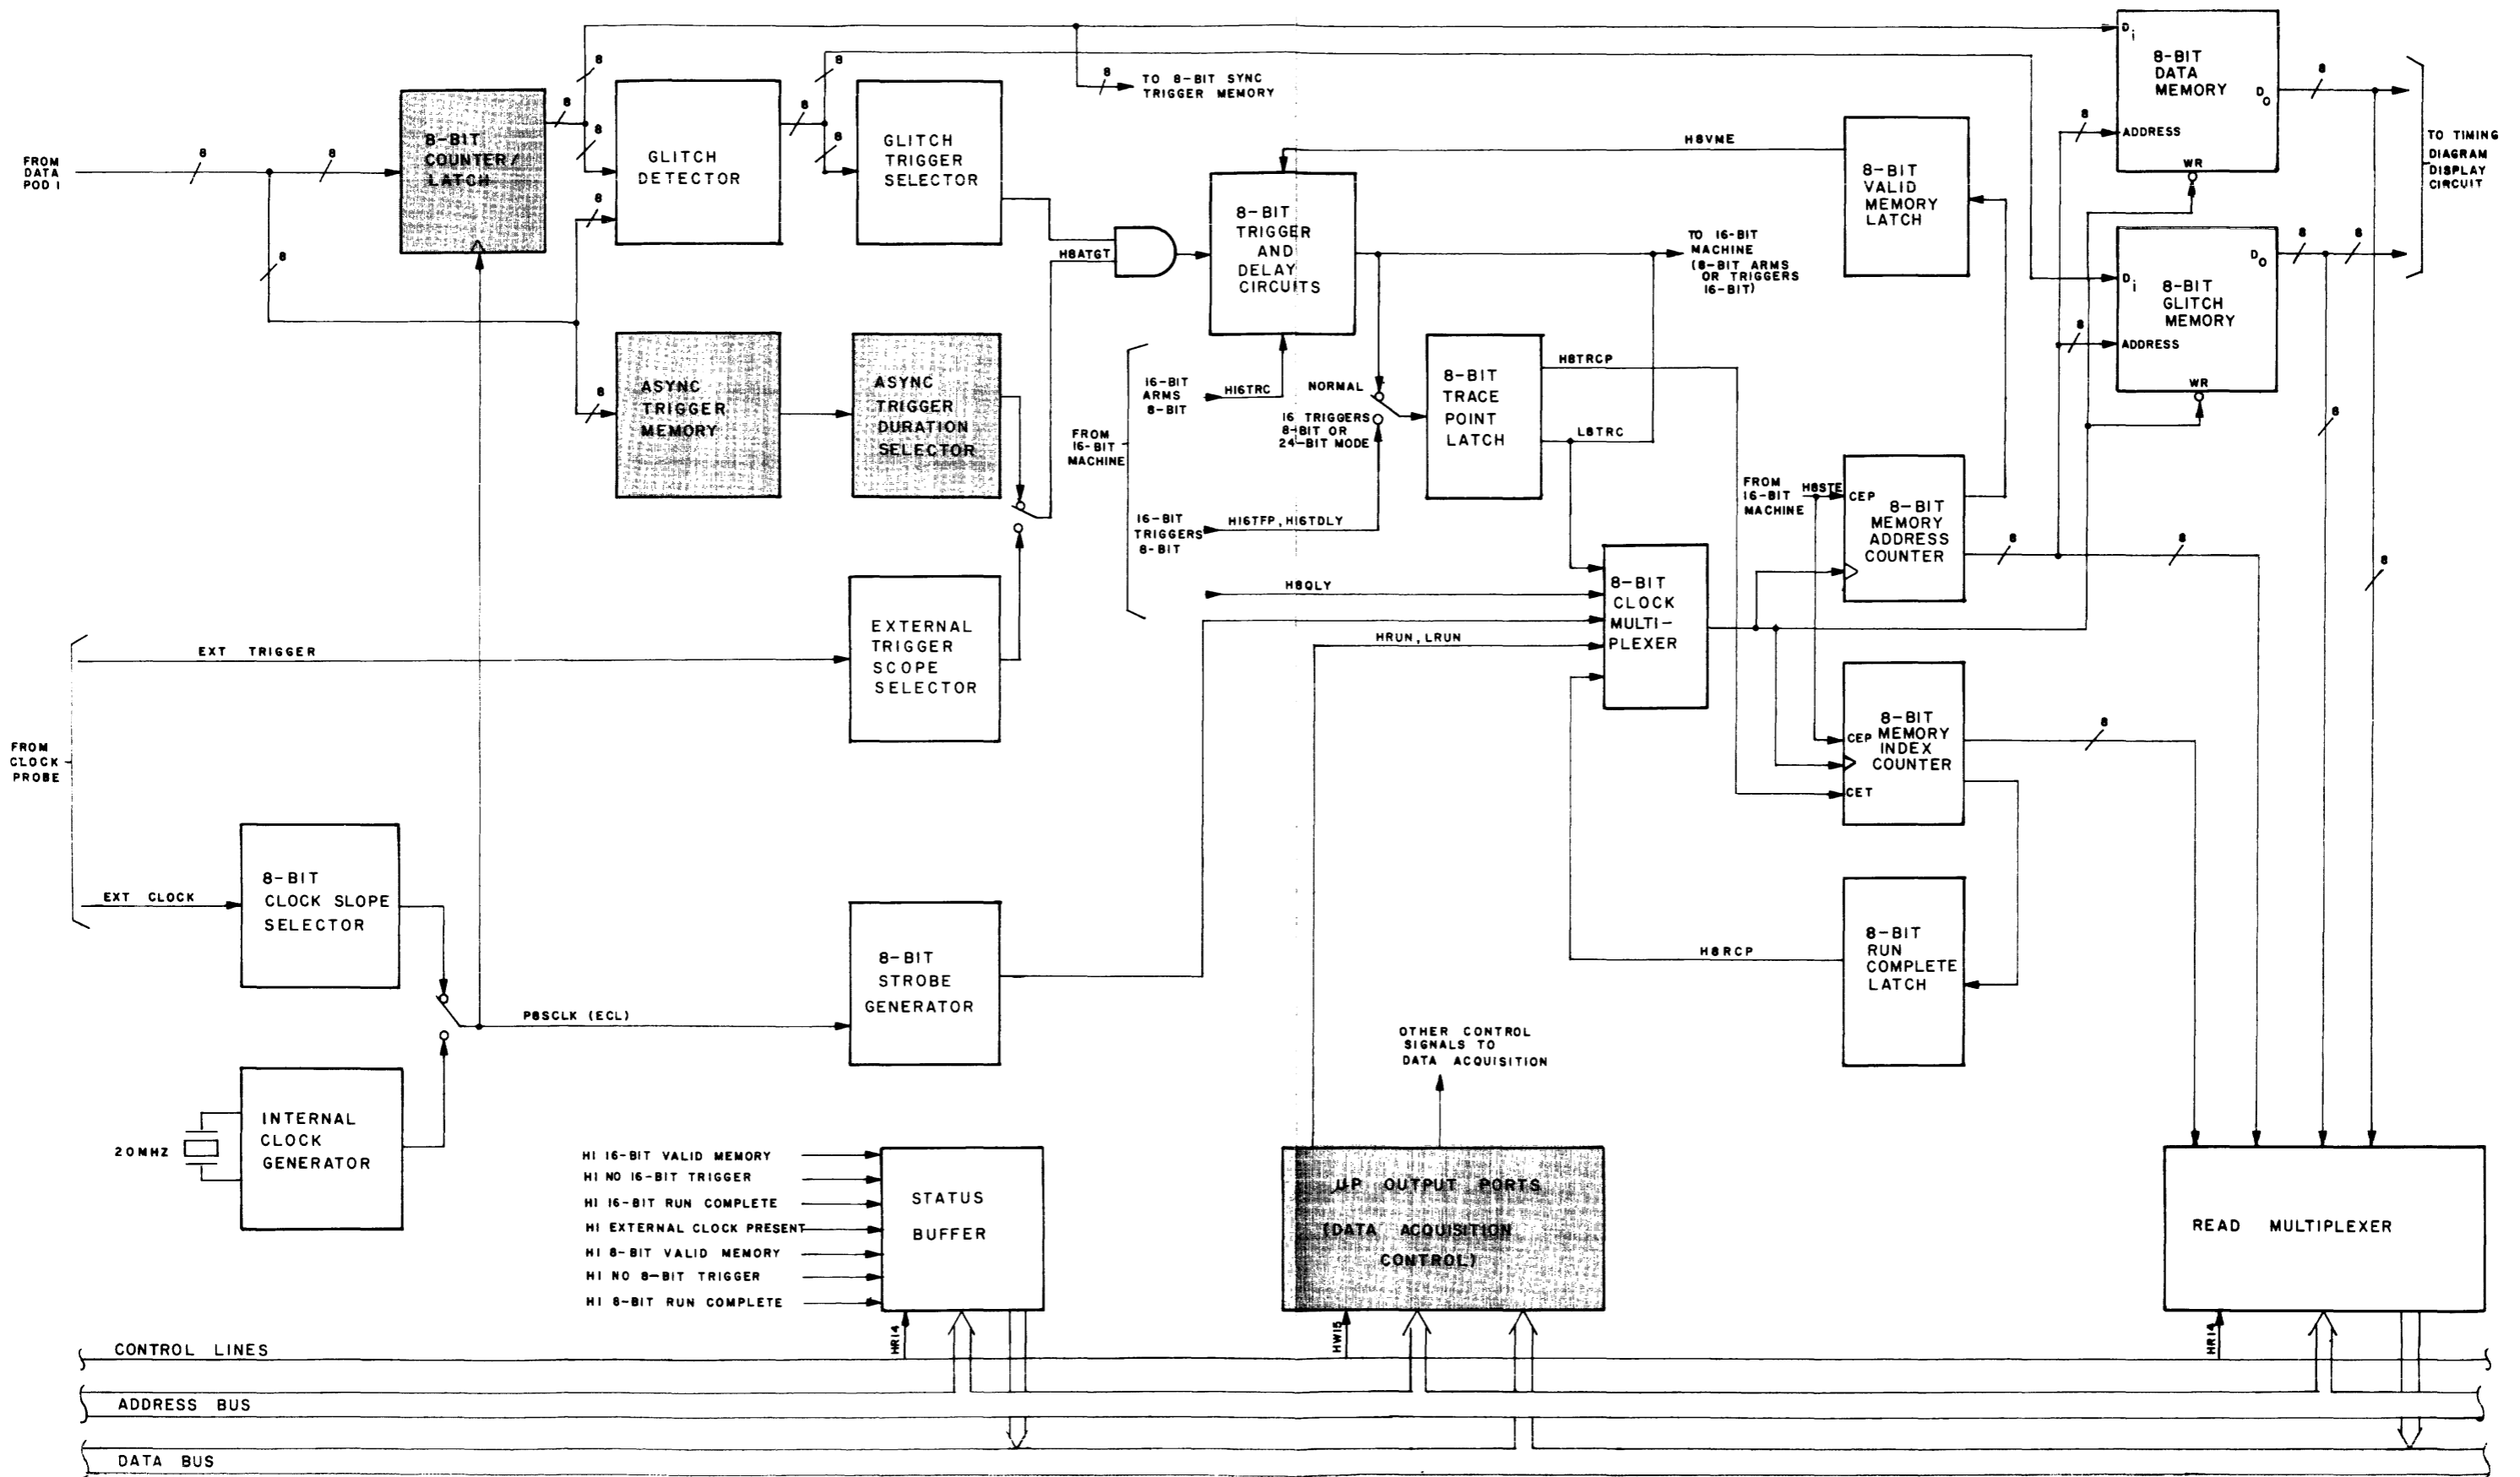 FROM
DATA
POD 1
8
8
8
8-BIT
COUNTER/
LATCH
8
8
8
8
GLITCH
DETECTOR
8
8
8
GLITCH
TRIGGER
SELECTOR
8
TO 8-BIT SYNC
TRIGGER MEMORY
H8ATGT
8-BIT
TRIGGER
AND
DELAY
CIRCUITS
H8VME
8-BIT
VALID
MEMORY
LATCH
Di
8-BIT
DATA
MEMORY
Do
8
ADDRESS
8
WR
TO TIMING
DIAGRAM
DISPLAY
CIRCUIT
TO 16-BIT
MACHINE
(8-BIT ARMS
OR TRIGGERS
16-BIT)
Di
8-BIT
GLITCH
MEMORY
Do
8
8
8
ADDRESS
WR
8
8
ASYNC
TRIGGER
MEMORY
8
ASYNC
TRIGGER
DURATION
SELECTOR
FROM
16-BIT
MACHINE
16-BIT
ARMS
8-BIT
H16TRC
NORMAL
16 TRIGGERS
8-BIT OR
24-BIT MODE
16-BIT
TRIGGERS
8-BIT
H16TFP, H16TDLY
8-BIT
TRACE
POINT
LATCH
H8TRCP
L8TRC
FROM
16-BIT
MACHINE
H8STE
CEP
8-BIT
MEMORY
ADDRESS
COUNTER
8
8
H8QLY
HRUN, LRUN
8-BIT
CLOCK
MULTI-
PLEXER
EXTERNAL
TRIGGER
SCOPE
SELECTOR
EXT TRIGGER
FROM
CLOCK
PROBE
EXT CLOCK
8-BIT
MEMORY
INDEX
COUNTER
CEP
CET
8
8-BIT
CLOCK SLOPE
SELECTOR
P8SCLK (ECL)
8-BIT
STROBE
GENERATOR
H8RCP
8-BIT
RUN
COMPLETE
LATCH
OTHER CONTROL
SIGNALS TO
DATA ACQUISITION
20MHZ
INTERNAL
CLOCK
GENERATOR
HI 16-BIT VALID MEMORY
HI NO 16-BIT TRIGGER
HI 16-BIT RUN COMPLETE
HI EXTERNAL CLOCK PRESENT
HI 8-BIT VALID MEMORY
HI NO 8-BIT TRIGGER
HI 8-BIT RUN COMPLETE
STATUS
BUFFER
μP OUTPUT PORTS
(DATA ACQUISITION
CONTROL)
READ MULTIPLEXER
HR14
HW15
HR14
CONTROL LINES
ADDRESS BUS
DATA BUS